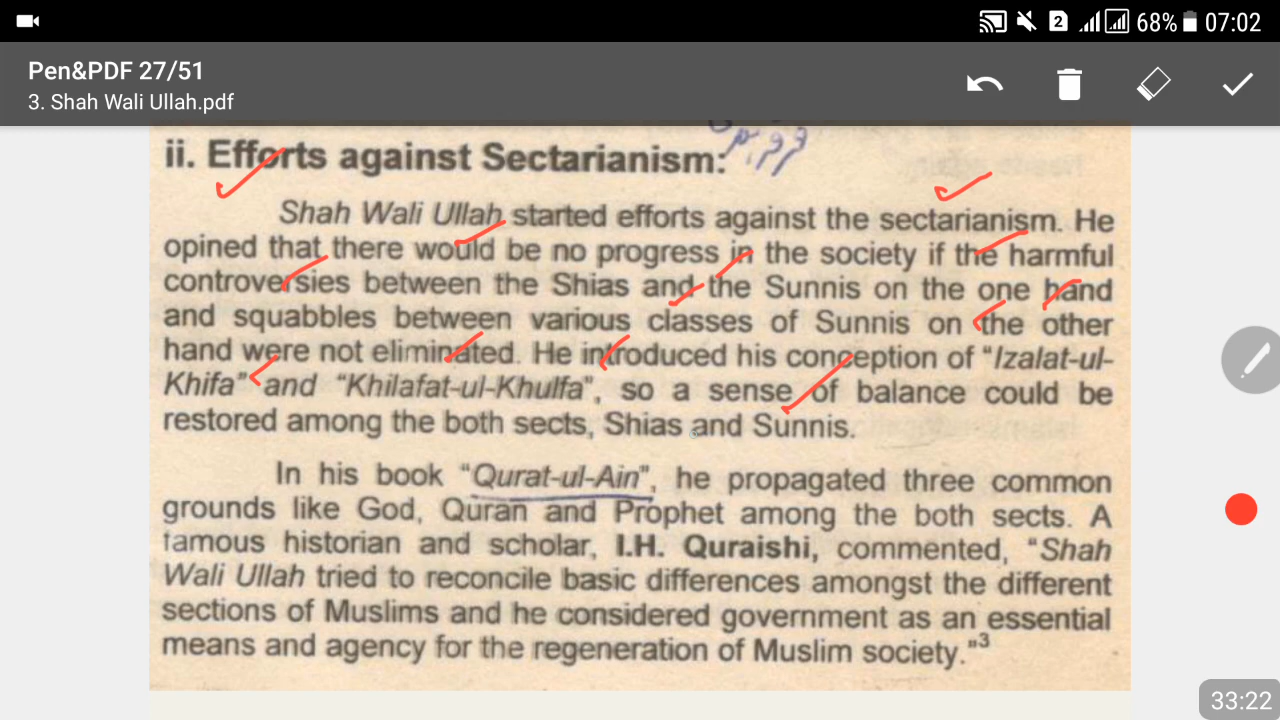 2 68% 07:02
Pen&PDF 27/51
3. Shah Wali Ullah.pdf
ii. Efforts against Sectarianism:
Shah Wali Ullah started efforts against the sectarianism. He
opined that there would be no progress in the society if the harmful
controversies between the Shias and the Sunnis on the one hand
and squabbles between various classes of Sunnis on the other
hand were not eliminated. He introduced his conception of “Izalat-ul-
Khifa” and “Khilafat-ul-Khulfa”, so a sense of balance could be
restored among the both sects, Shias and Sunnis.
In his book “Qurat-ul-Ain”, he propagated three common
grounds like God, Quran and Prophet among the both sects. A
famous historian and scholar, I.H. Quraishi, commented, “Shah
Wali Ullah tried to reconcile basic differences amongst the different
sections of Muslims and he considered government as an essential
means and agency for the regeneration of Muslim society.”3
33:22